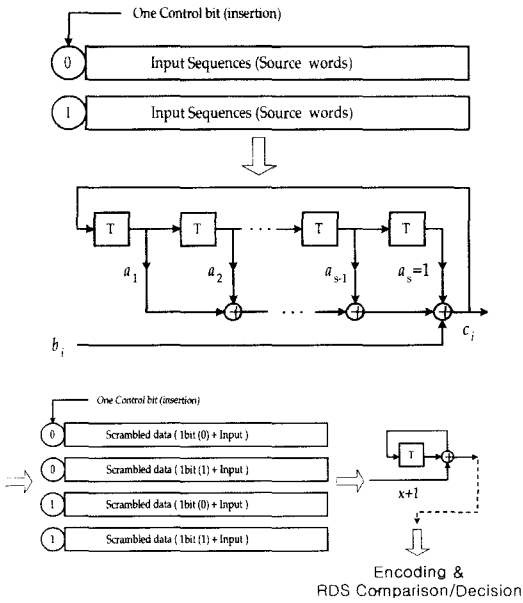 One Control bit (insertion)
0 Input Sequences (Source words)
1 Input Sequences (Source words)
T T ... T T
a1 a2 as-1 as=1
...
bi ci
One Control bit (insertion)
0 Scrambled data ( 1bit (0) + Input )
0 Scrambled data ( 1bit (1) + Input )
1 Scrambled data ( 1bit (0) + Input )
1 Scrambled data ( 1bit (1) + Input )
T
x+1
Encoding &
RDS Comparison/Decision